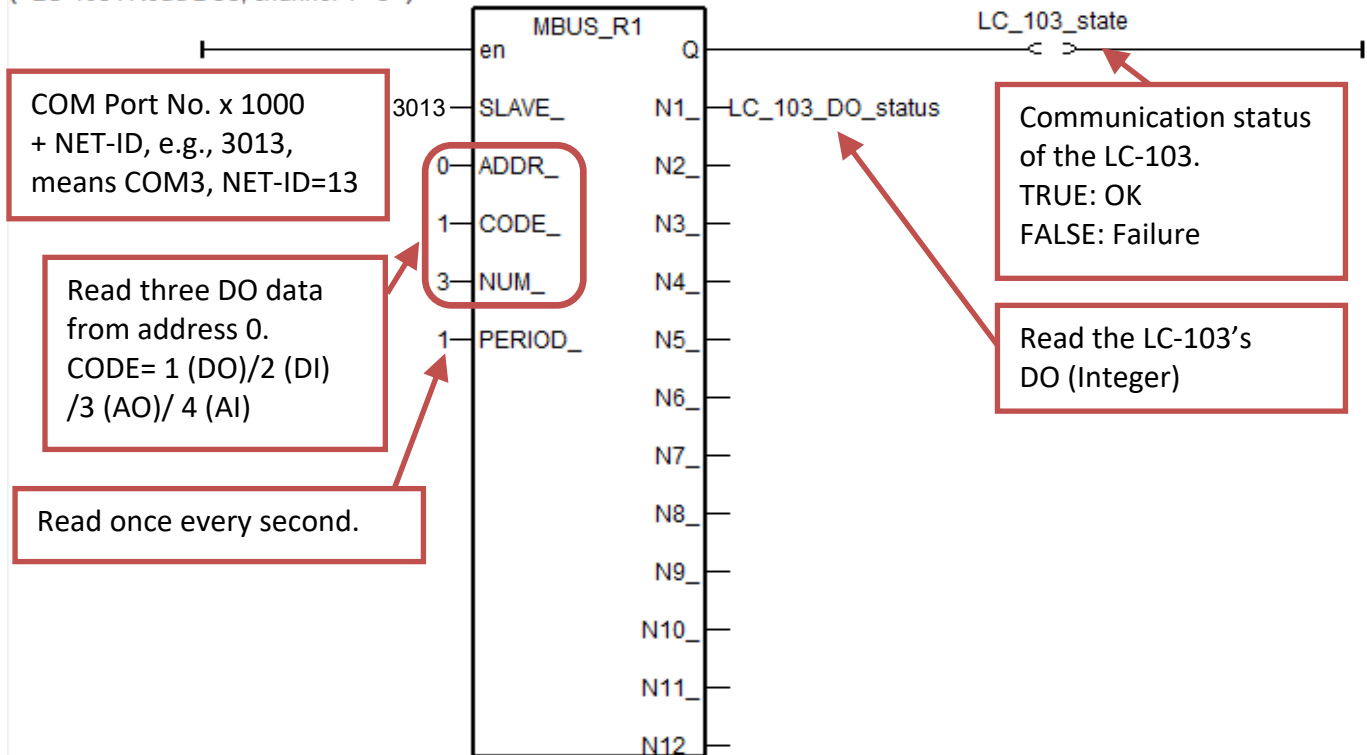 MBUS_R1
LC_103_state
en
Q
COM Port No. x 1000
+ NET-ID, e.g., 3013,
means COM3, NET-ID=13
3013
SLAVE_
N1_
LC_103_DO_status
Communication status
of the LC-103.
TRUE: OK
FALSE: Failure
0
ADDR_
N2_
1
CODE_
N3_
3
NUM_
N4_
Read three DO data
from address 0.
CODE= 1 (DO)/2 (DI)
/3 (AO)/ 4 (AI)
1
PERIOD_
N5_
Read the LC-103’s
DO (Integer)
N6_
N7_
Read once every second.
N8_
N9_
N10_
N11_
N12_